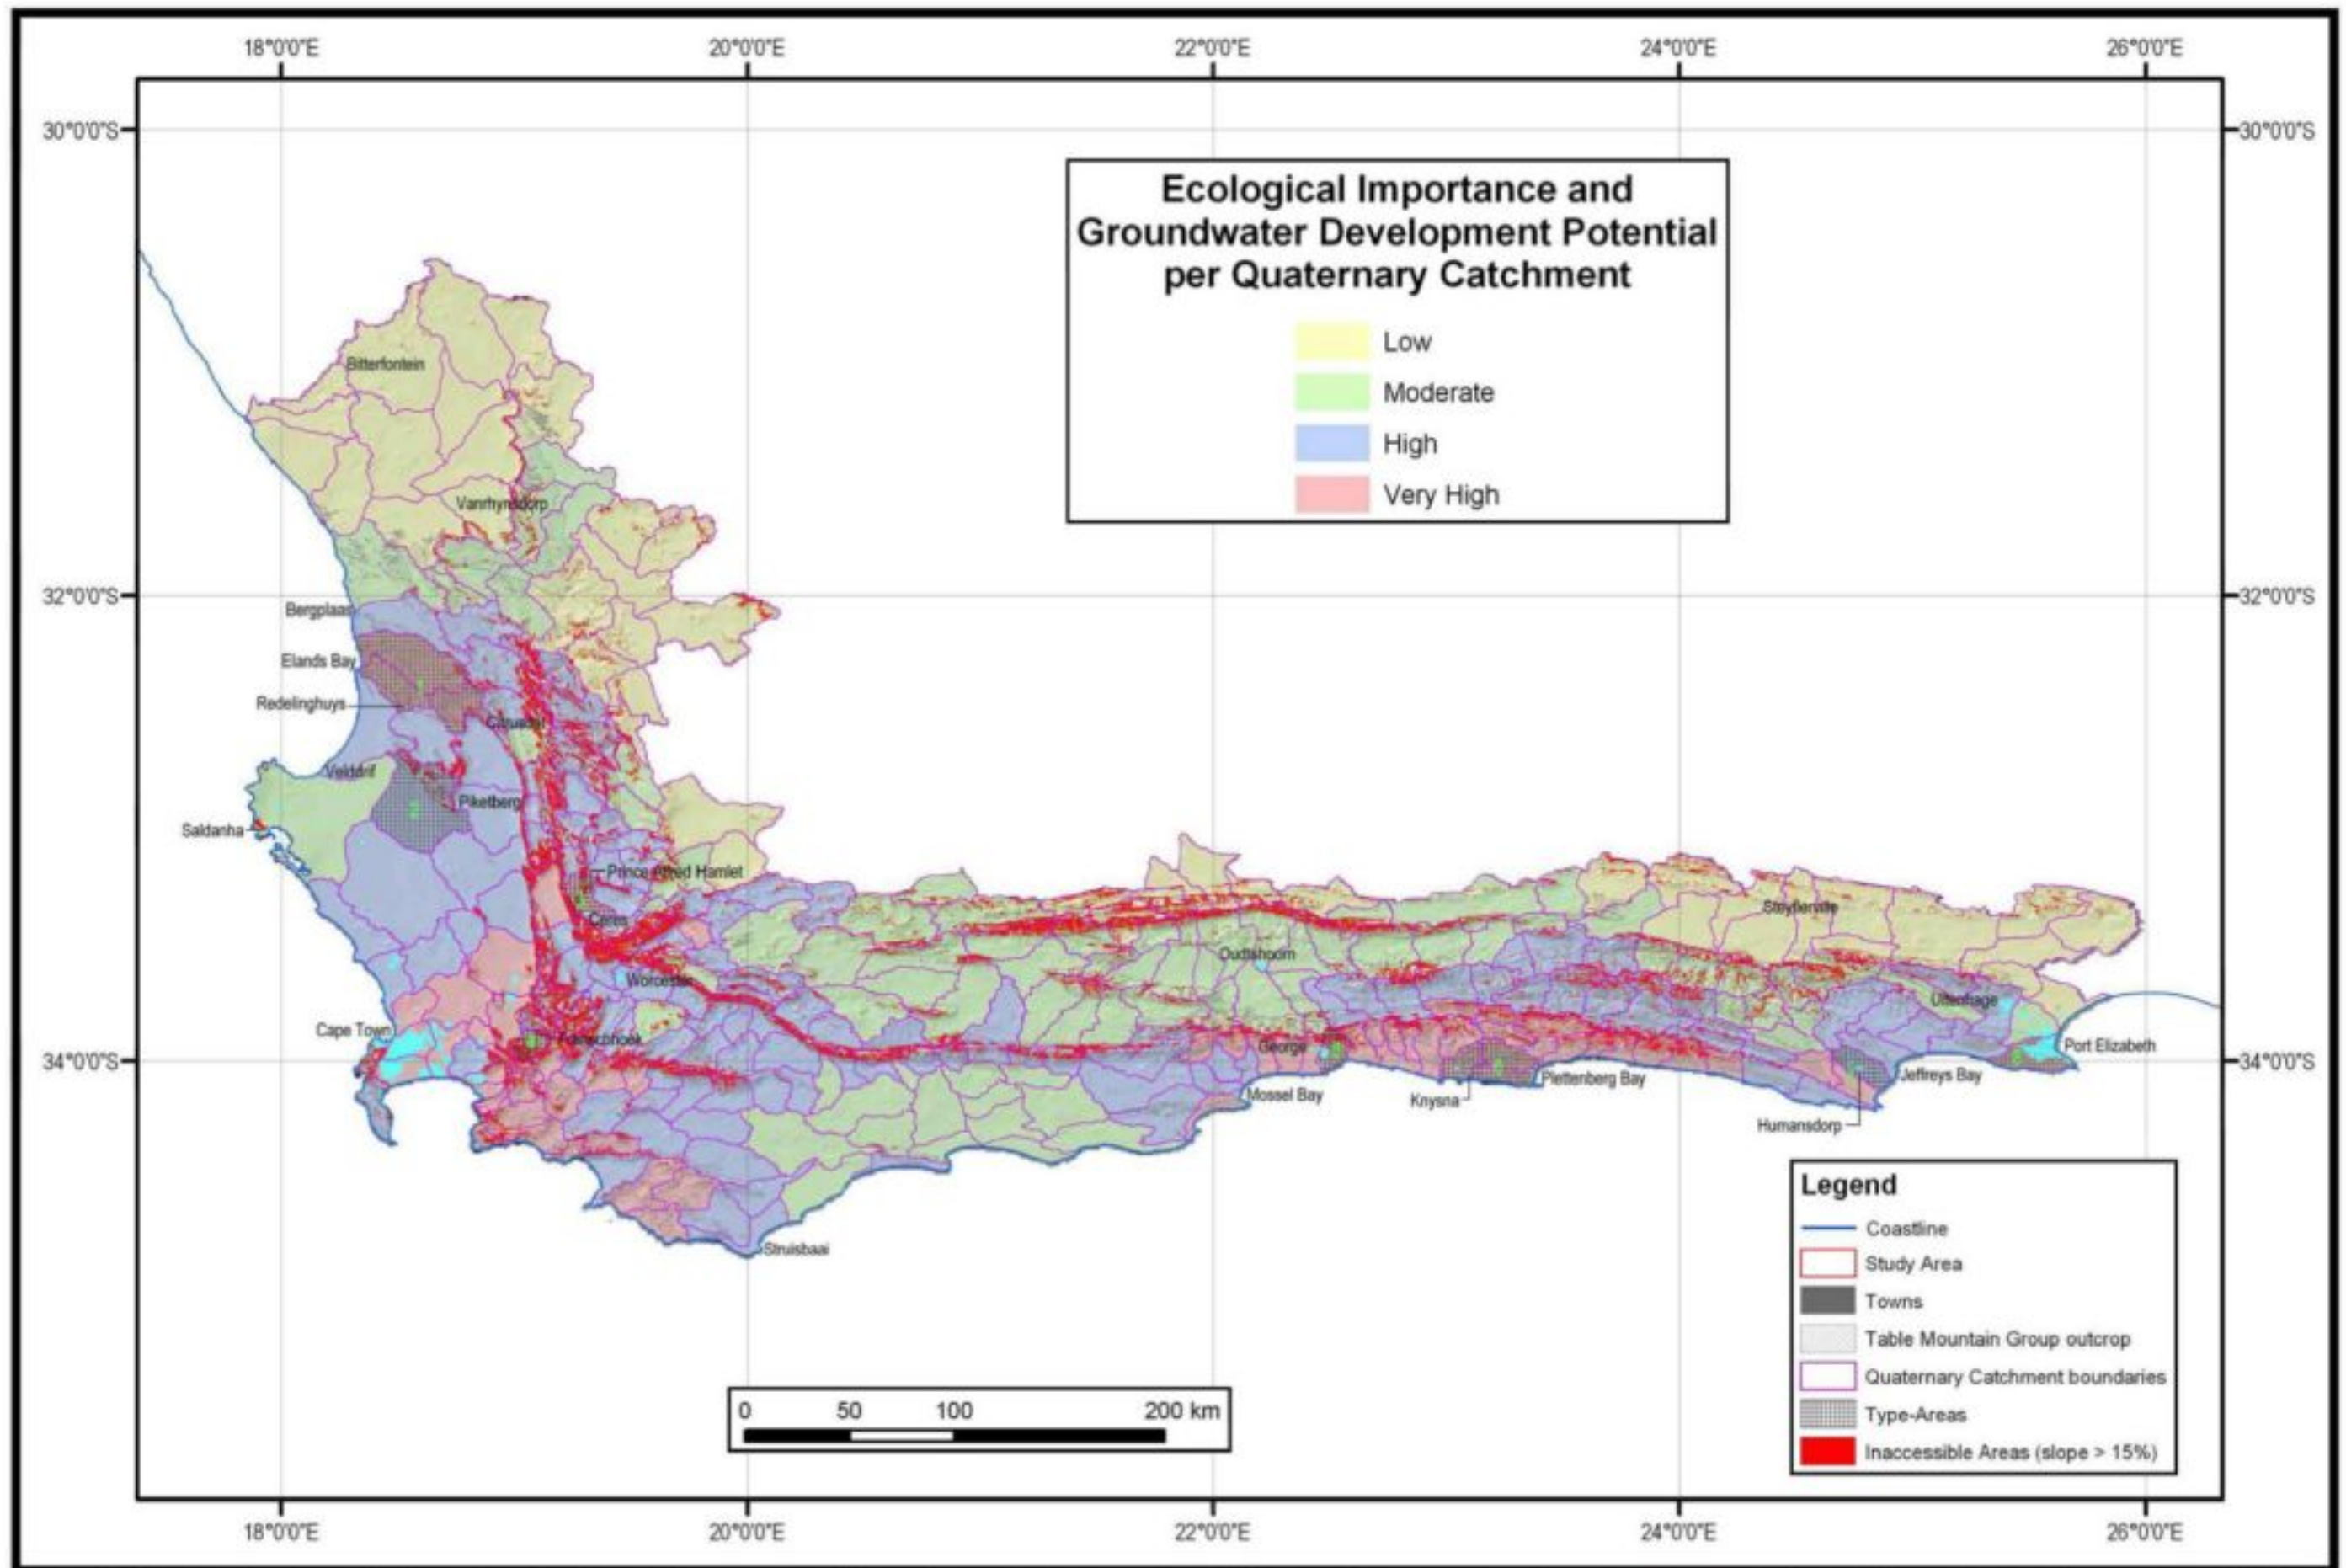 18°0'0"E 20°0'0"E 22°0'0"E 24°0'0"E 26°0'0"E
30°0'0"S 30°0'0"S
Ecological Importance and
Groundwater Development Potential
per Quaternary Catchment
Low
Moderate
High
Very High
Bitterfontein
Vanrhynsdorp
32°0'0"S 32°0'0"S
Bergplaas
Elands Bay
Redelinghuys
Citrusdal
Velddrif
Piketberg
Saldanha
Prince Alfred Hamlet
Ceres
Steytlerville
Oudtshoorn
Worcester
Uitenhage
Cape Town
Franschhoek
George
Port Elizabeth
34°0'0"S 34°0'0"S
Plettenberg Bay
Jeffreys Bay
Mossel Bay
Knysna
Humansdorp
Struisbaai
Legend
Coastline
Study Area
Towns
Table Mountain Group outcrop
Quaternary Catchment boundaries
Type-Areas
Inaccessible Areas (slope > 15%)
0 50 100 200 km
18°0'0"E 20°0'0"E 22°0'0"E 24°0'0"E 26°0'0"E